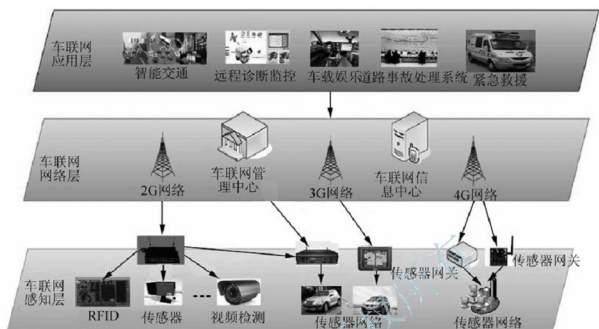 车联网
应用层
智能交通
远程诊断监控
车载娱乐
道路事故处理系统
紧急救援
车联网
网络层
2G网络
车联网管
理中心
3G网络
车联网信
息中心
4G网络
车联网
感知层
RFID
传感器
视频检测
传感器网关
传感器网络
传感器网关
传感器网络